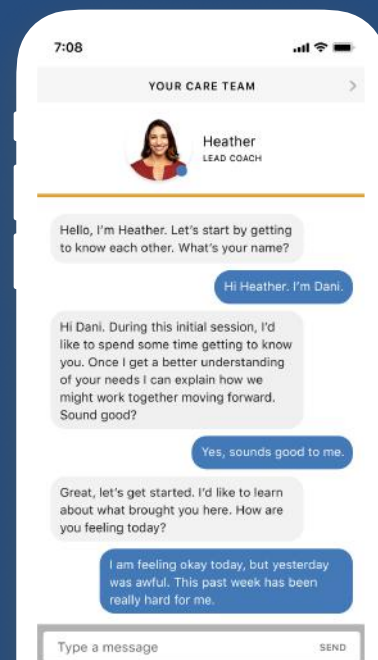 7:08
YOUR CARE TEAM
Heather
LEAD COACH
Hello, I'm Heather. Let's start by getting
to know each other. What's your name?
Hi Heather. I'm Dani.
Hi Dani. During this initial session, I'd
like to spend some time getting to know
you. Once I get a better understanding
of your needs I can explain how we
might work together moving forward.
Sound good?
Yes, sounds good to me.
Great, let's get started. I'd like to learn
about what brought you here. How are
you feeling today?
I am feeling okay today, but yesterday
was awful. This past week has been
really hard for me.
Type a message SEND